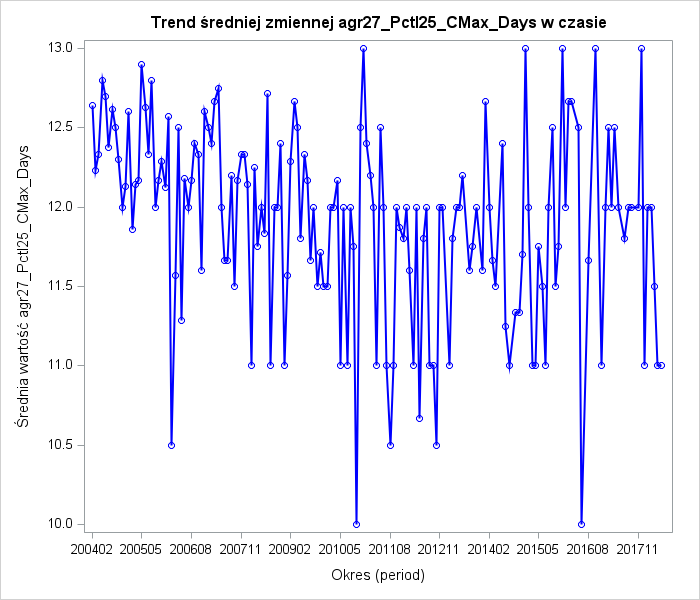 Trend średniej zmiennej agr27_Pctl25_CMax_Days w czasie
Średnia wartość agr27_Pctl25_CMax_Days
13.0
12.5
12.0
11.5
11.0
10.5
10.0
200402 200505 200608 200711 200902 201005 201108 201211 201402 201505 201608 201711
Okres (period)